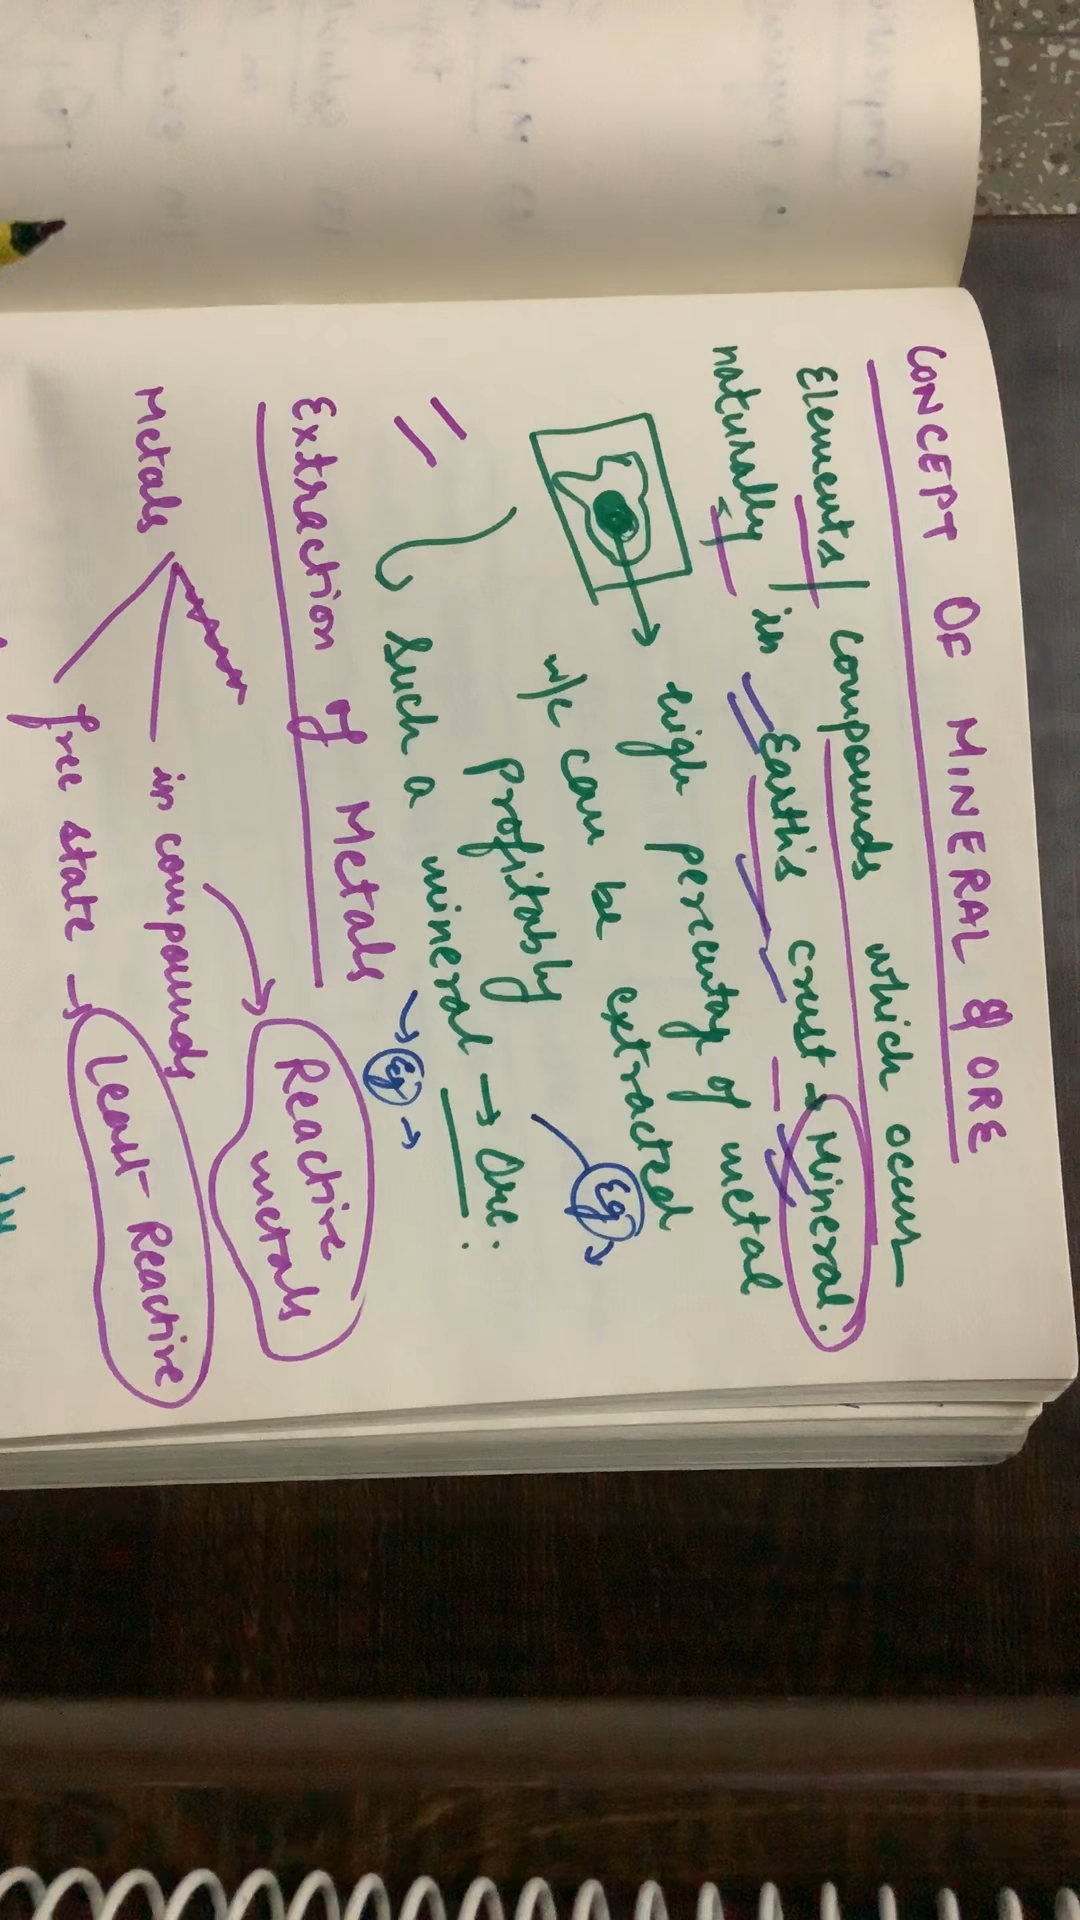 CONCEPT OF MINERAL & ORE
Elements/ compounds which occur
naturally in Earth's crust → Mineral.
→ high percentage of metal
w/c can be extracted
profitably
Eg →
Such a mineral → Ore.
Extraction of Metals → Eg →
Metals
in compounds → Reactive metals
free state → Least Reactive